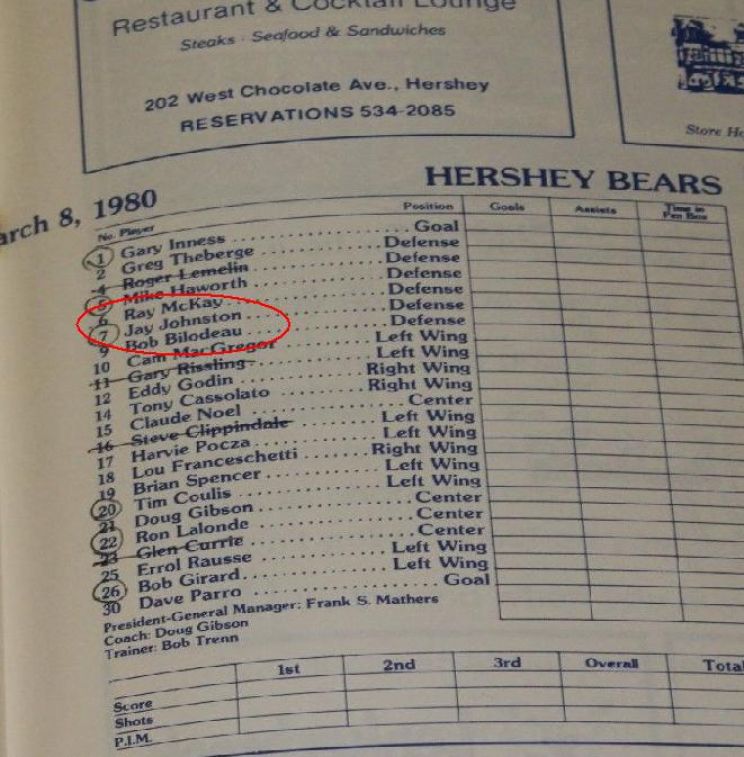 Restaurant & Cocktail Lounge
Steaks · Seafood & Sandwiches
202 West Chocolate Ave., Hershey
RESERVATIONS 534-2085
Store
arch 8, 1980
HERSHEY BEARS
No. Player Position Goals Assists Time in Pen Box
1 Gary Inness Goal
2 Greg Theberge Defense
4 Roger Lemelin Defense
5 Mike Haworth Defense
6 Ray McKay Defense
7 Jay Johnston Defense
9 Bob Bilodeau Defense
10 Cam MacGregor Left Wing
11 Gary Rissling Left Wing
12 Eddy Godin Right Wing
14 Tony Cassolato Right Wing
15 Claude Noel Center
16 Steve Clippindale Left Wing
17 Harvie Pocza Left Wing
18 Lou Franceschetti Right Wing
19 Brian Spencer Left Wing
20 Tim Coulis Left Wing
21 Doug Gibson Center
22 Ron Lalonde Center
23 Glen Currie Center
25 Errol Rausse Left Wing
26 Bob Girard Left Wing
30 Dave Parro Goal
President-General Manager: Frank S. Mathers
Coach: Doug Gibson
Trainer: Bob Trenn
1st 2nd 3rd Overall Total
Score
Shots
P.I.M.